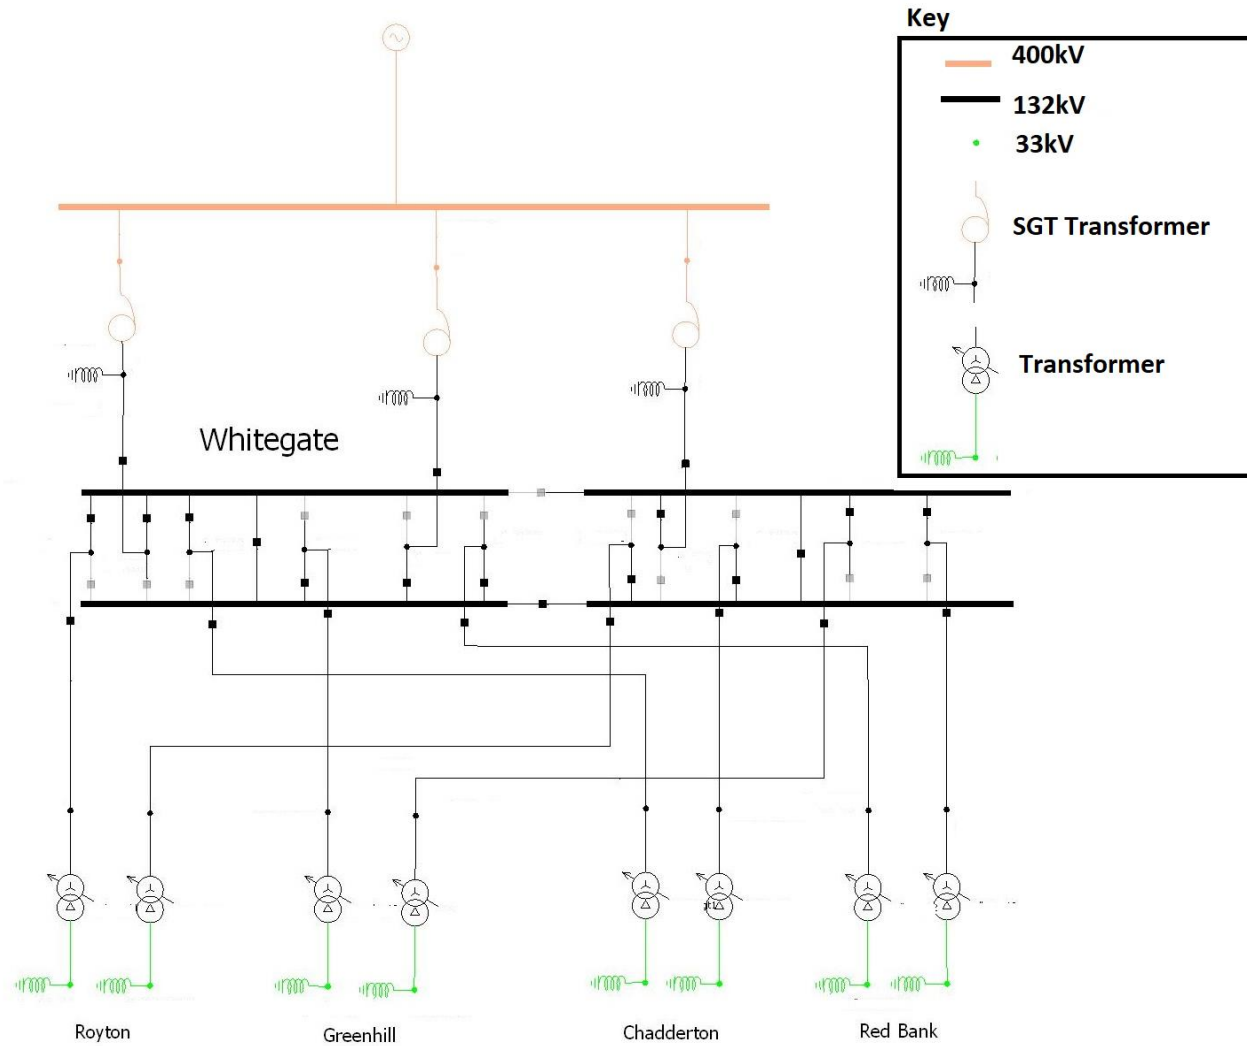 Key
400kV
132kV
33kV
SGT Transformer
Transformer
Whitegate
Royton
Greenhill
Chadderton
Red Bank